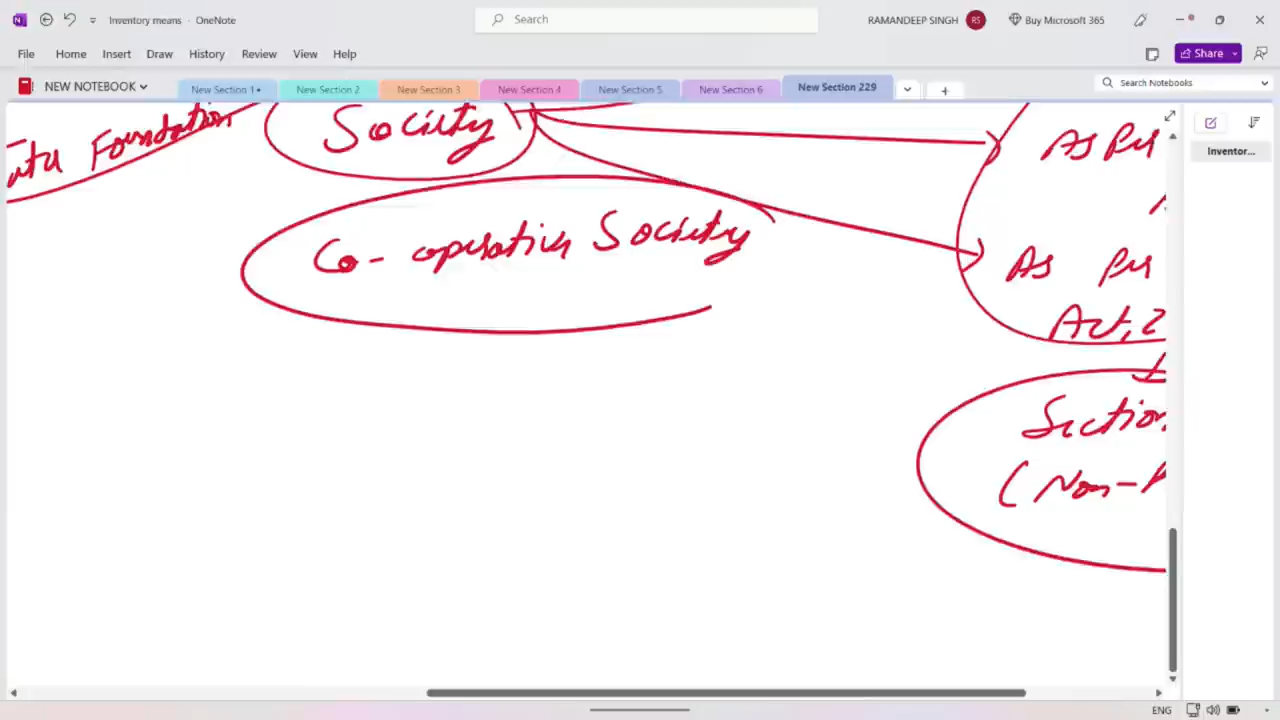 Inventory means - OneNote
Search
RAMANDEEP SINGH
RS
Buy Microsoft 365
File Home Insert Draw History Review View Help
Share
NEW NOTEBOOK
New Section 1
New Section 2
New Section 3
New Section 4
New Section 5
New Section 6
New Section 229
+
Search Notebooks
Inventor...
Foundation
Society
As Per
Co-operative Society
As Per
Act, 2
Section
(Non-
ENG